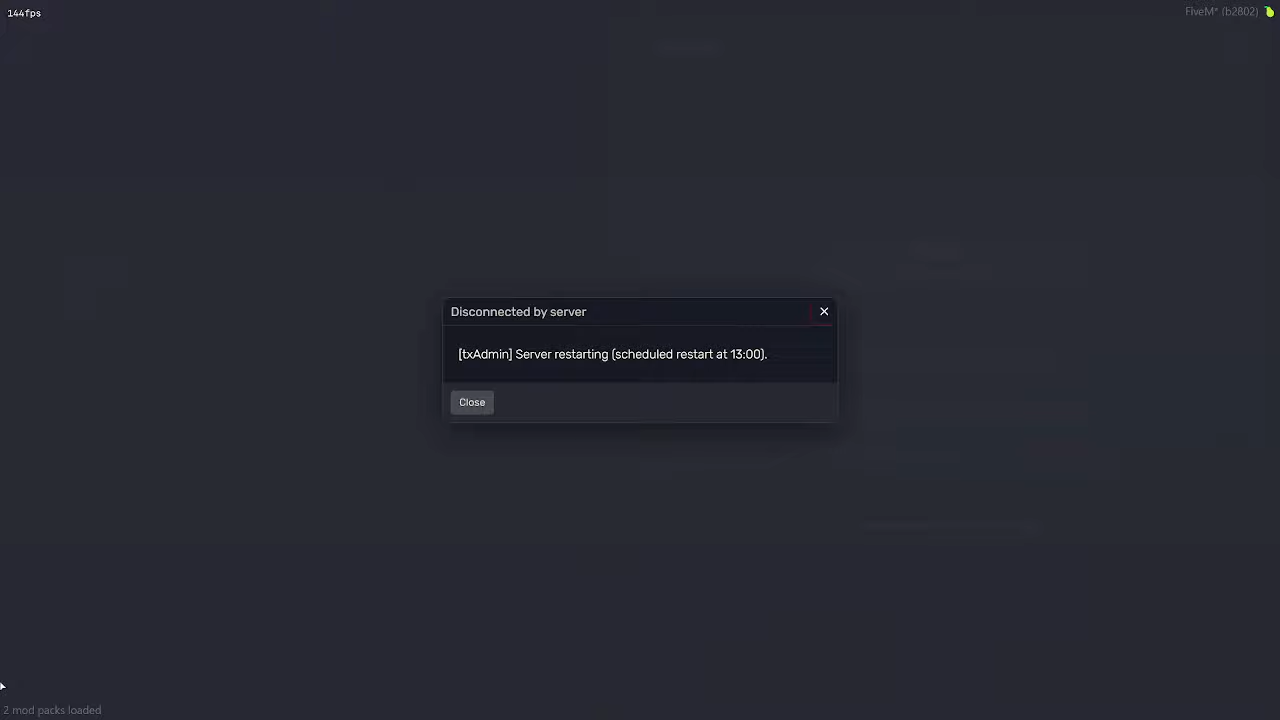 144fps
FiveM* (b2802)
Disconnected by server
[txAdmin] Server restarting (scheduled restart at 13:00).
Close
2 mod packs loaded